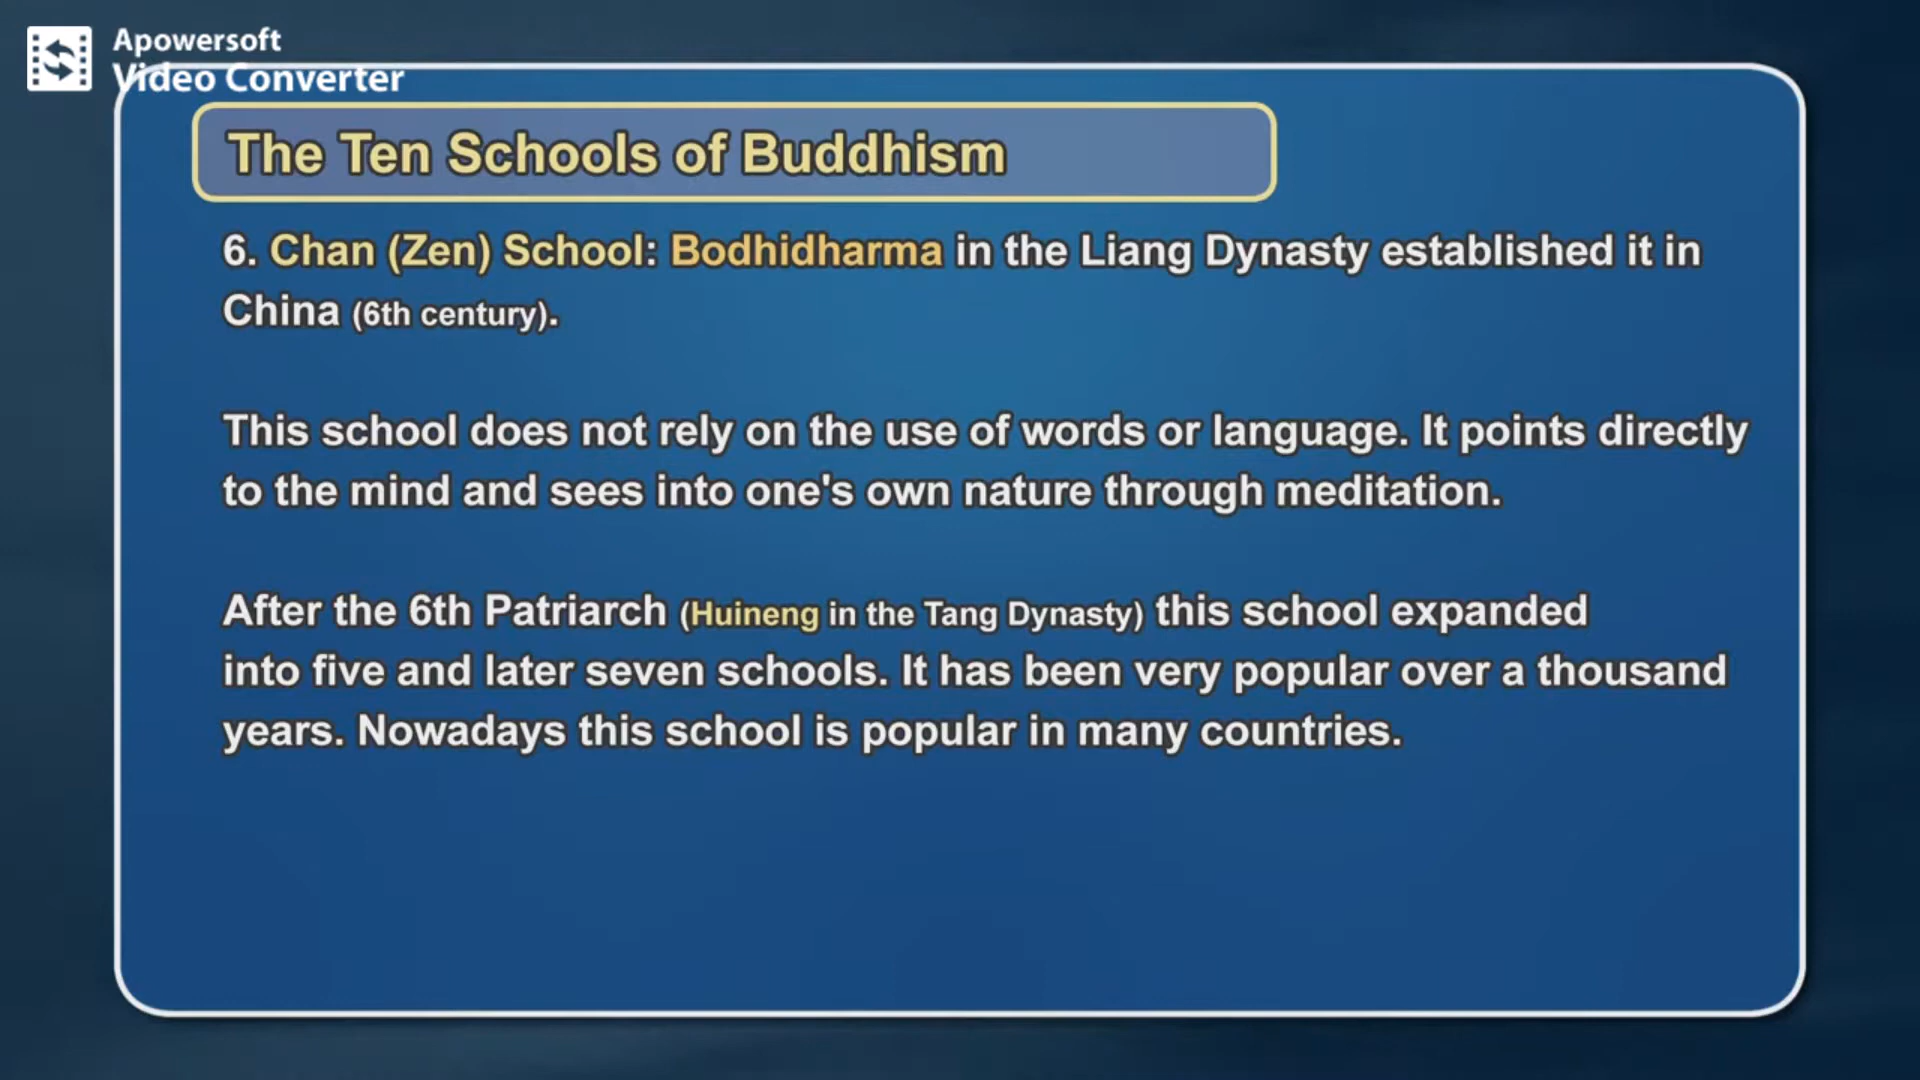 Apowersoft
Video Converter
The Ten Schools of Buddhism
6. Chan (Zen) School: Bodhidharma in the Liang Dynasty established it in
China (6th century).
This school does not rely on the use of words or language. It points directly
to the mind and sees into one's own nature through meditation.
After the 6th Patriarch (Huineng in the Tang Dynasty) this school expanded
into five and later seven schools. It has been very popular over a thousand
years. Nowadays this school is popular in many countries.